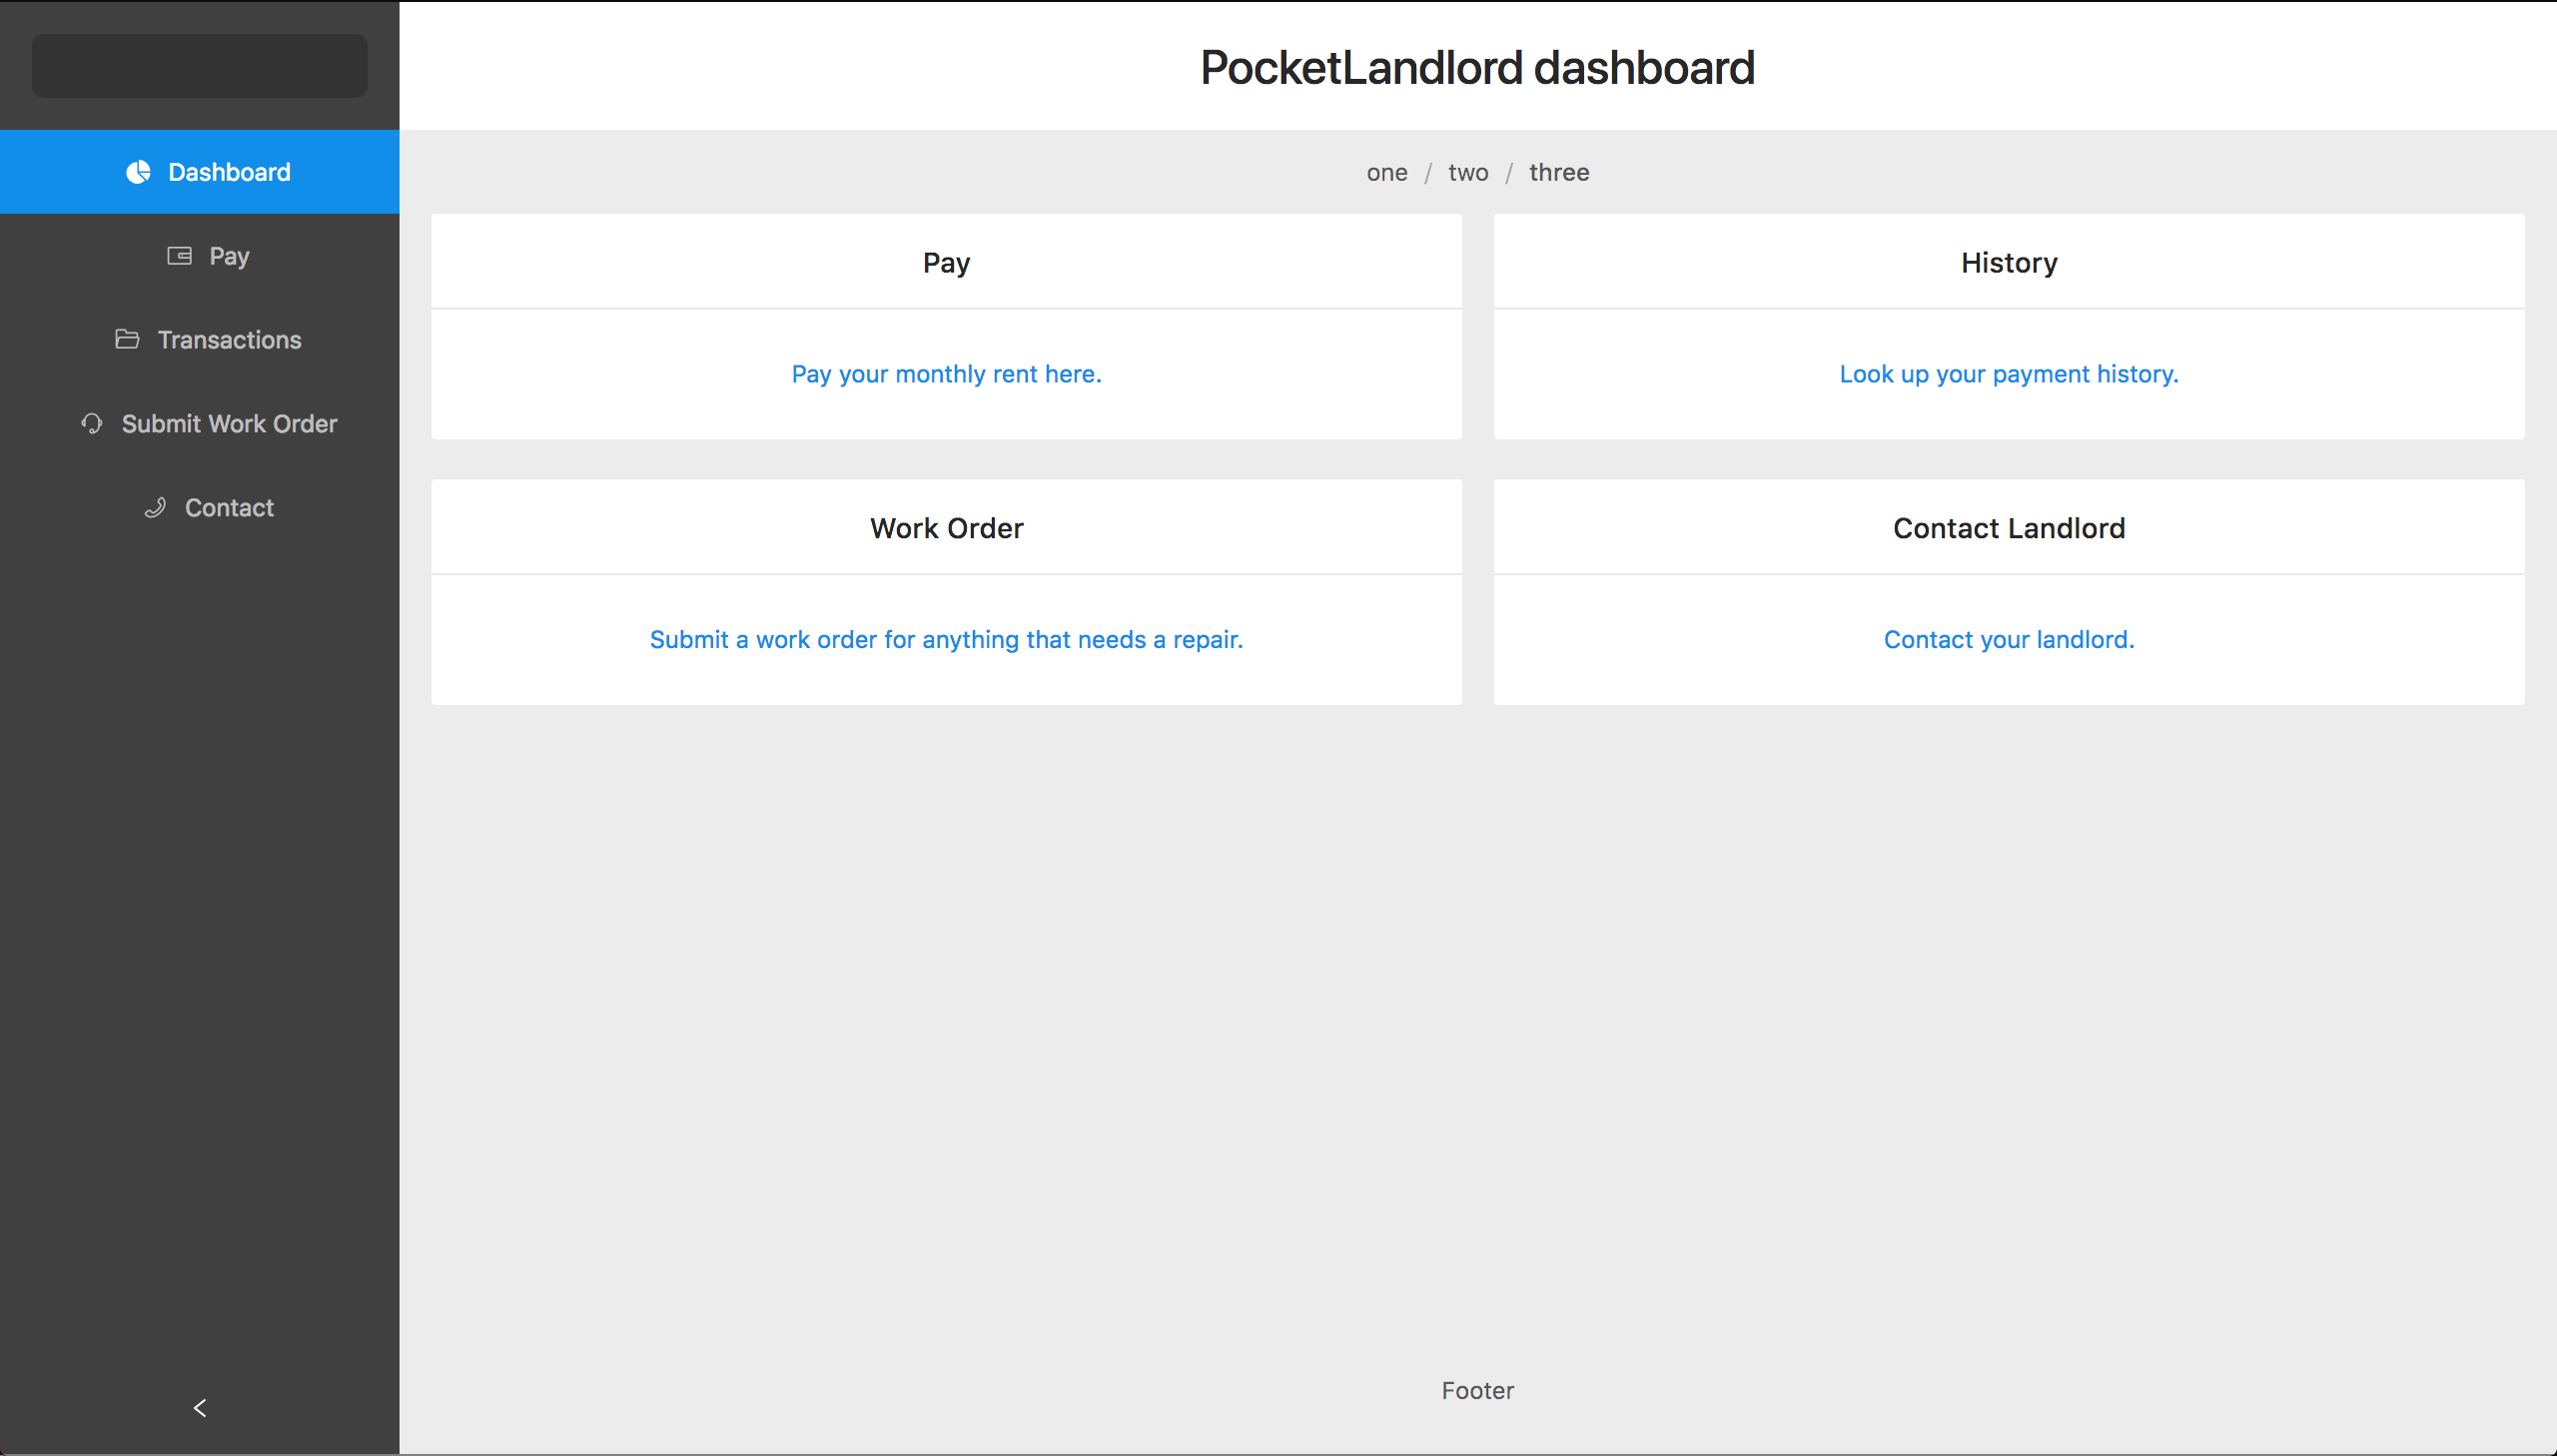 PocketLandlord dashboard
Dashboard
Pay
Transactions
Submit Work Order
Contact
one / two / three
Pay
Pay your monthly rent here.
History
Look up your payment history.
Work Order
Submit a work order for anything that needs a repair.
Contact Landlord
Contact your landlord.
Footer